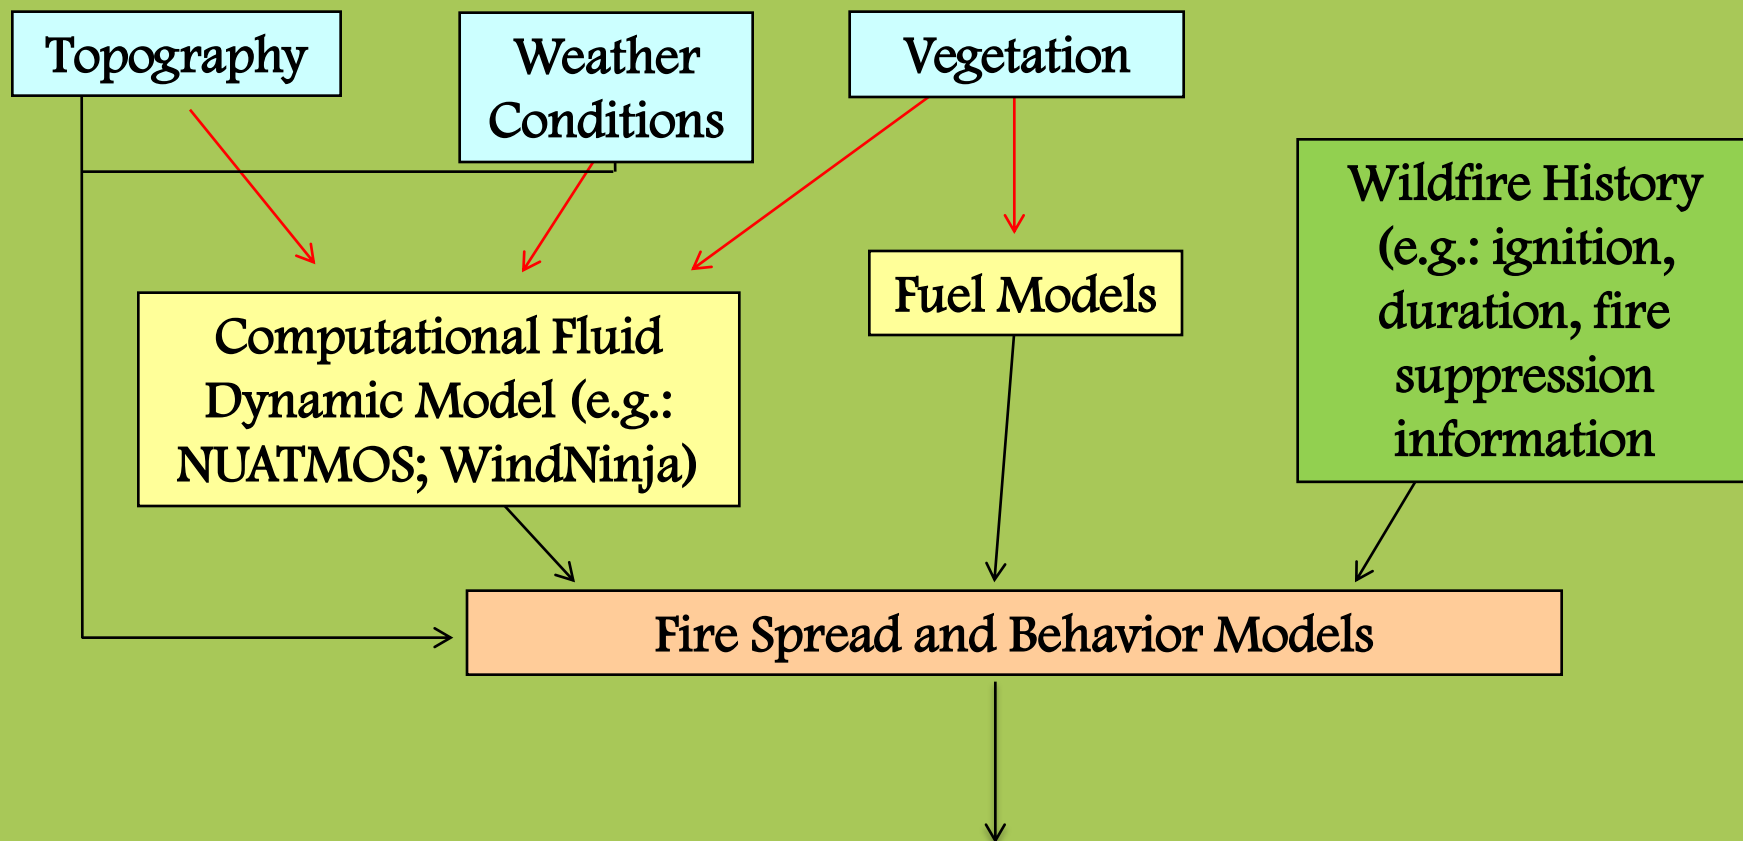 Topography
Weather
Conditions
Vegetation
Wildfire History
(e.g.: ignition,
duration, fire
suppression
information
Computational Fluid
Dynamic Model (e.g.:
NUATMOS; WindNinja)
Fuel Models
Fire Spread and Behavior Models